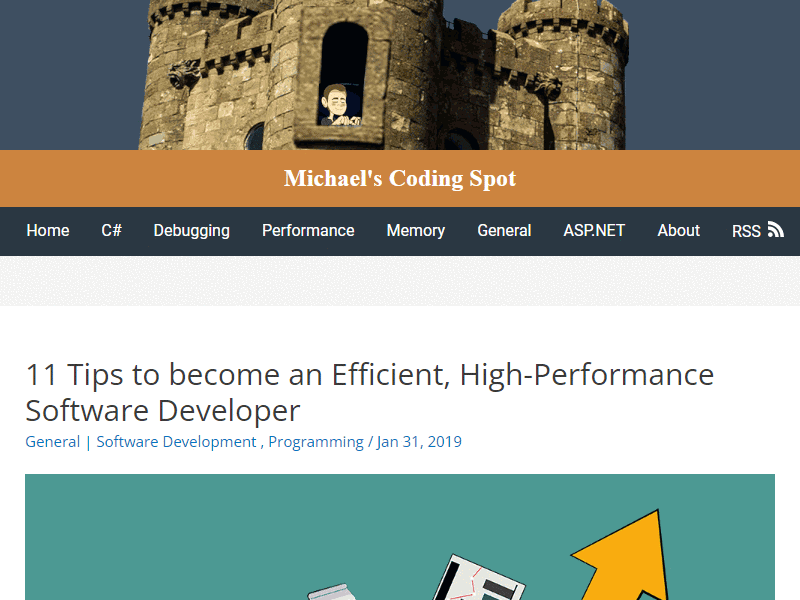 Michael's Coding Spot
Home C# Debugging Performance Memory General ASP.NET About RSS
11 Tips to become an Efficient, High-Performance
Software Developer
General | Software Development , Programming / Jan 31, 2019